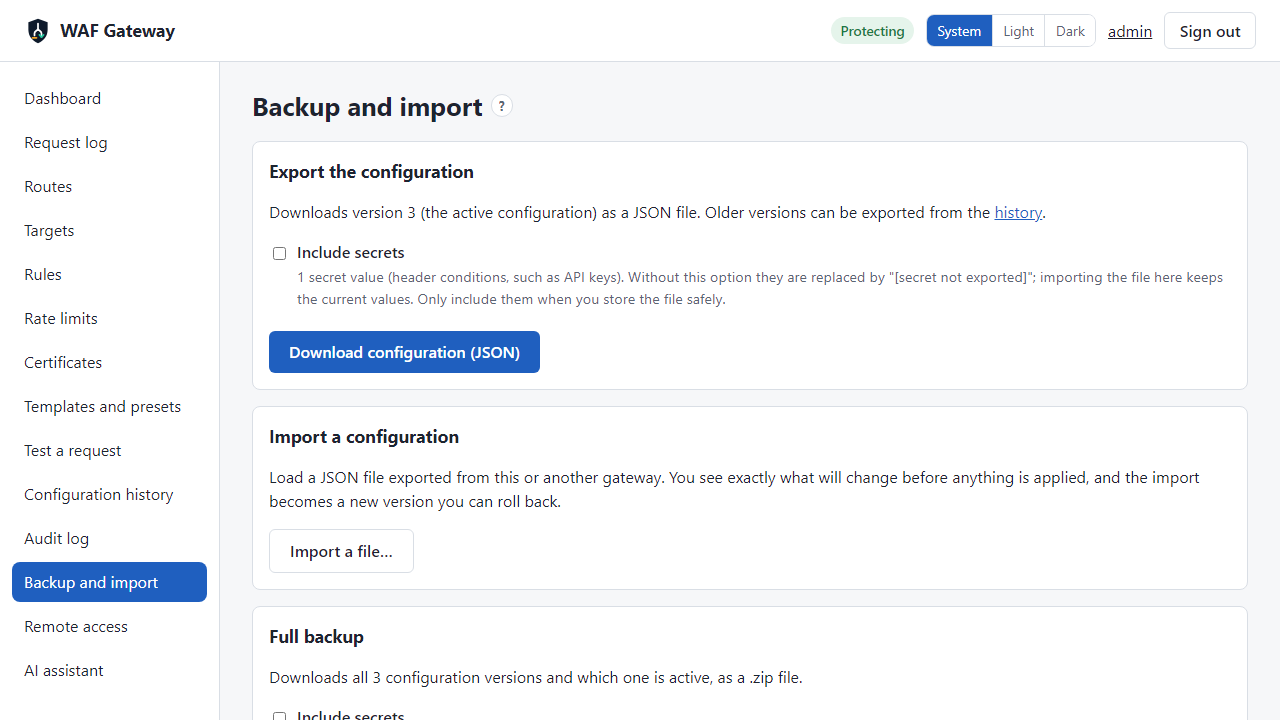 WAF Gateway
Protecting
System Light Dark
admin
Sign out
Dashboard
Request log
Routes
Targets
Rules
Rate limits
Certificates
Templates and presets
Test a request
Configuration history
Audit log
Backup and import
Remote access
AI assistant
Backup and import ?
Export the configuration
Downloads version 3 (the active configuration) as a JSON file. Older versions can be exported from the history.
Include secrets
1 secret value (header conditions, such as API keys). Without this option they are replaced by "[secret not exported]"; importing the file here keeps
the current values. Only include them when you store the file safely.
Download configuration (JSON)
Import a configuration
Load a JSON file exported from this or another gateway. You see exactly what will change before anything is applied, and the import
becomes a new version you can roll back.
Import a file...
Full backup
Downloads all 3 configuration versions and which one is active, as a .zip file.
Include secrets